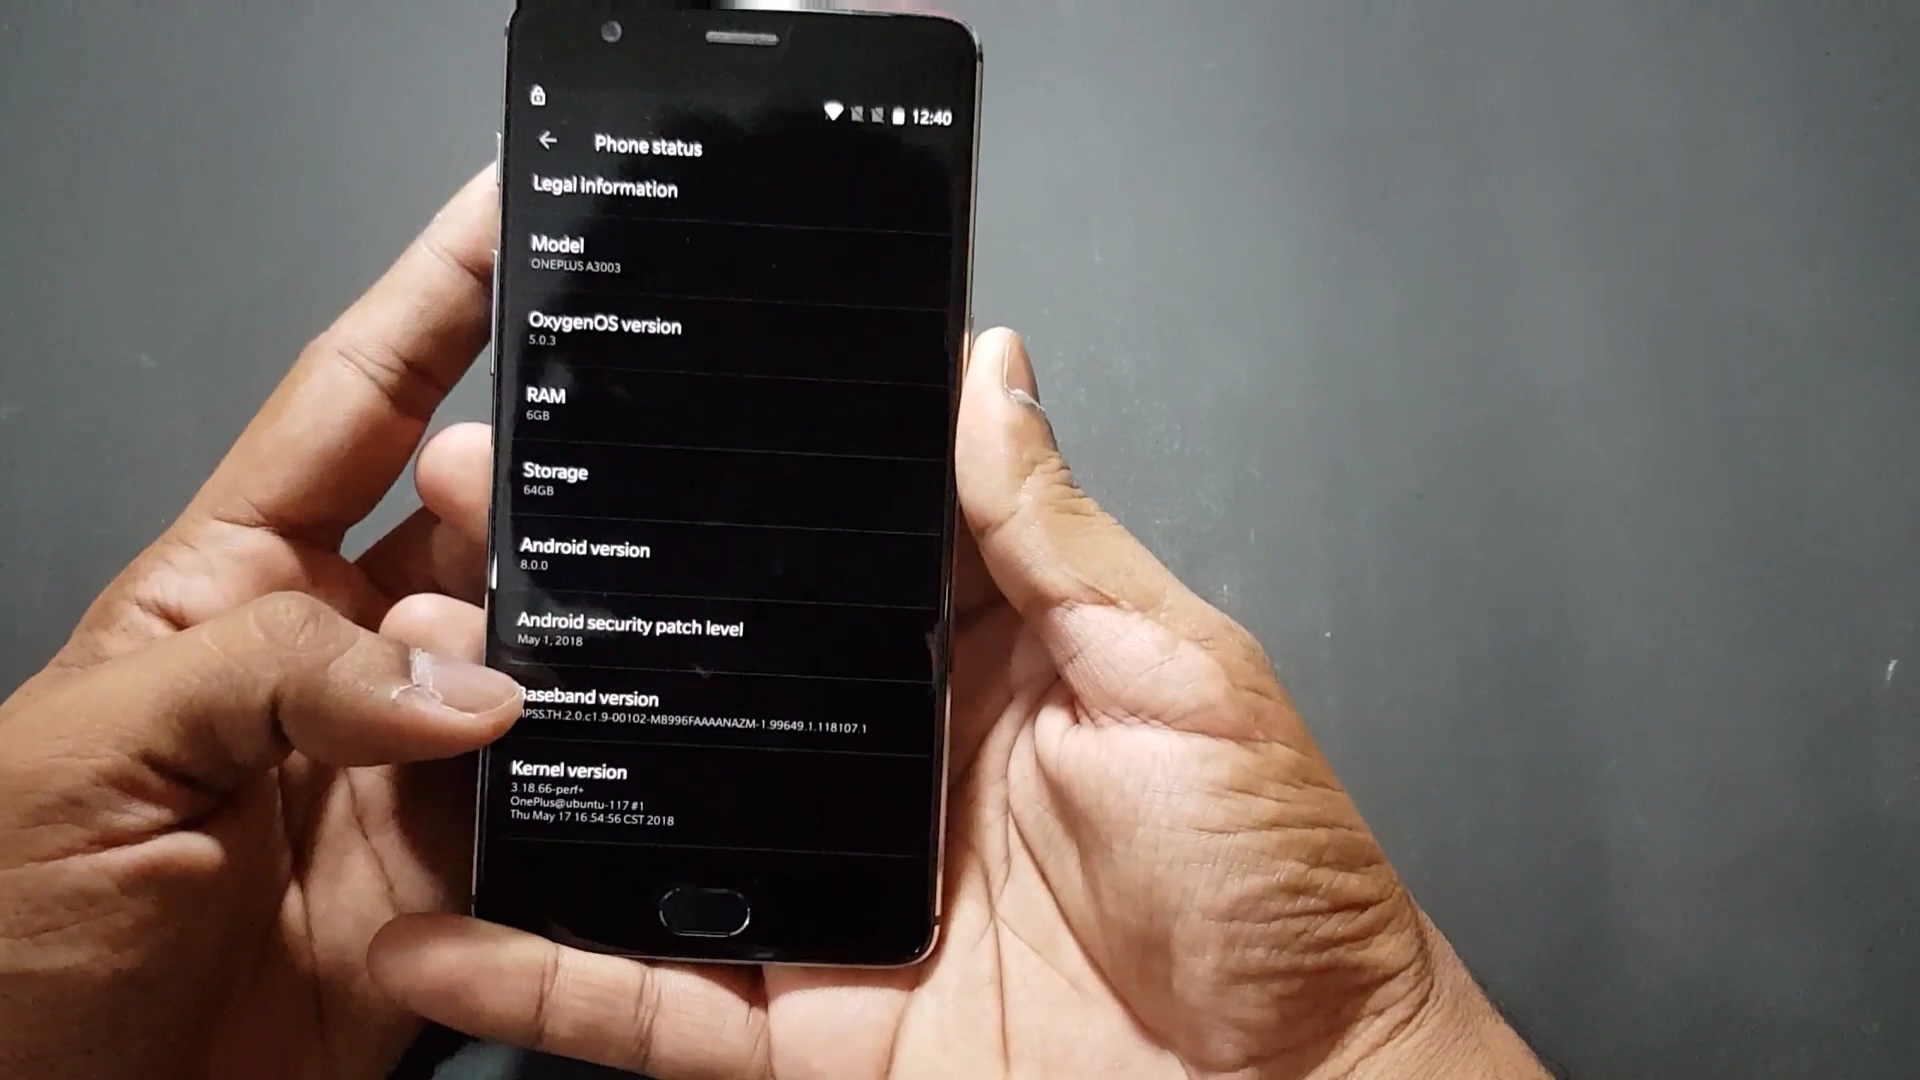 12:40
Phone status
Legal information
Model
ONEPLUS A3003
OxygenOS version
5.0.3
RAM
6GB
Storage
64GB
Android version
8.0.0
Android security patch level
May 1, 2018
Baseband version
MPSS.TH.2.0.c1.9-00102-M8996FAAAANAZM-1.99649.1.118107.1
Kernel version
3.18.66-perf+
OnePlus@ubuntu-117 #1
Thu May 17 16:54:56 CST 2018